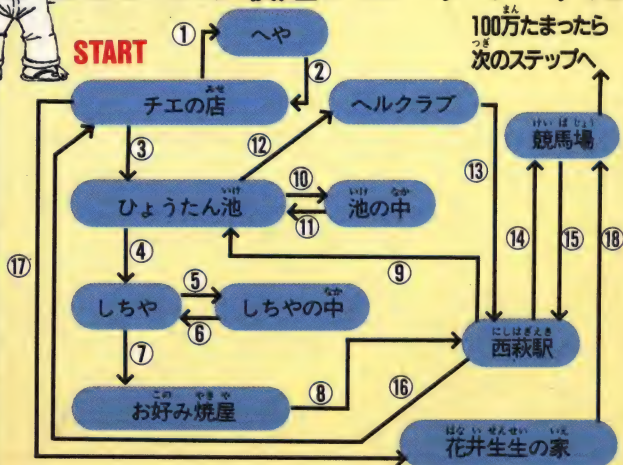 START
①
へや
②
100万たまったら
次のステップへ
チエの店
ヘルクラブ
競馬場
③
⑫
⑬
ひょうたん池
⑩
池の中
⑪
⑭
⑮
⑱
⑰
④
⑨
しちや
⑤
しちやの中
⑥
西萩駅
⑦
お好み焼屋
⑧
⑯
花井生生の家